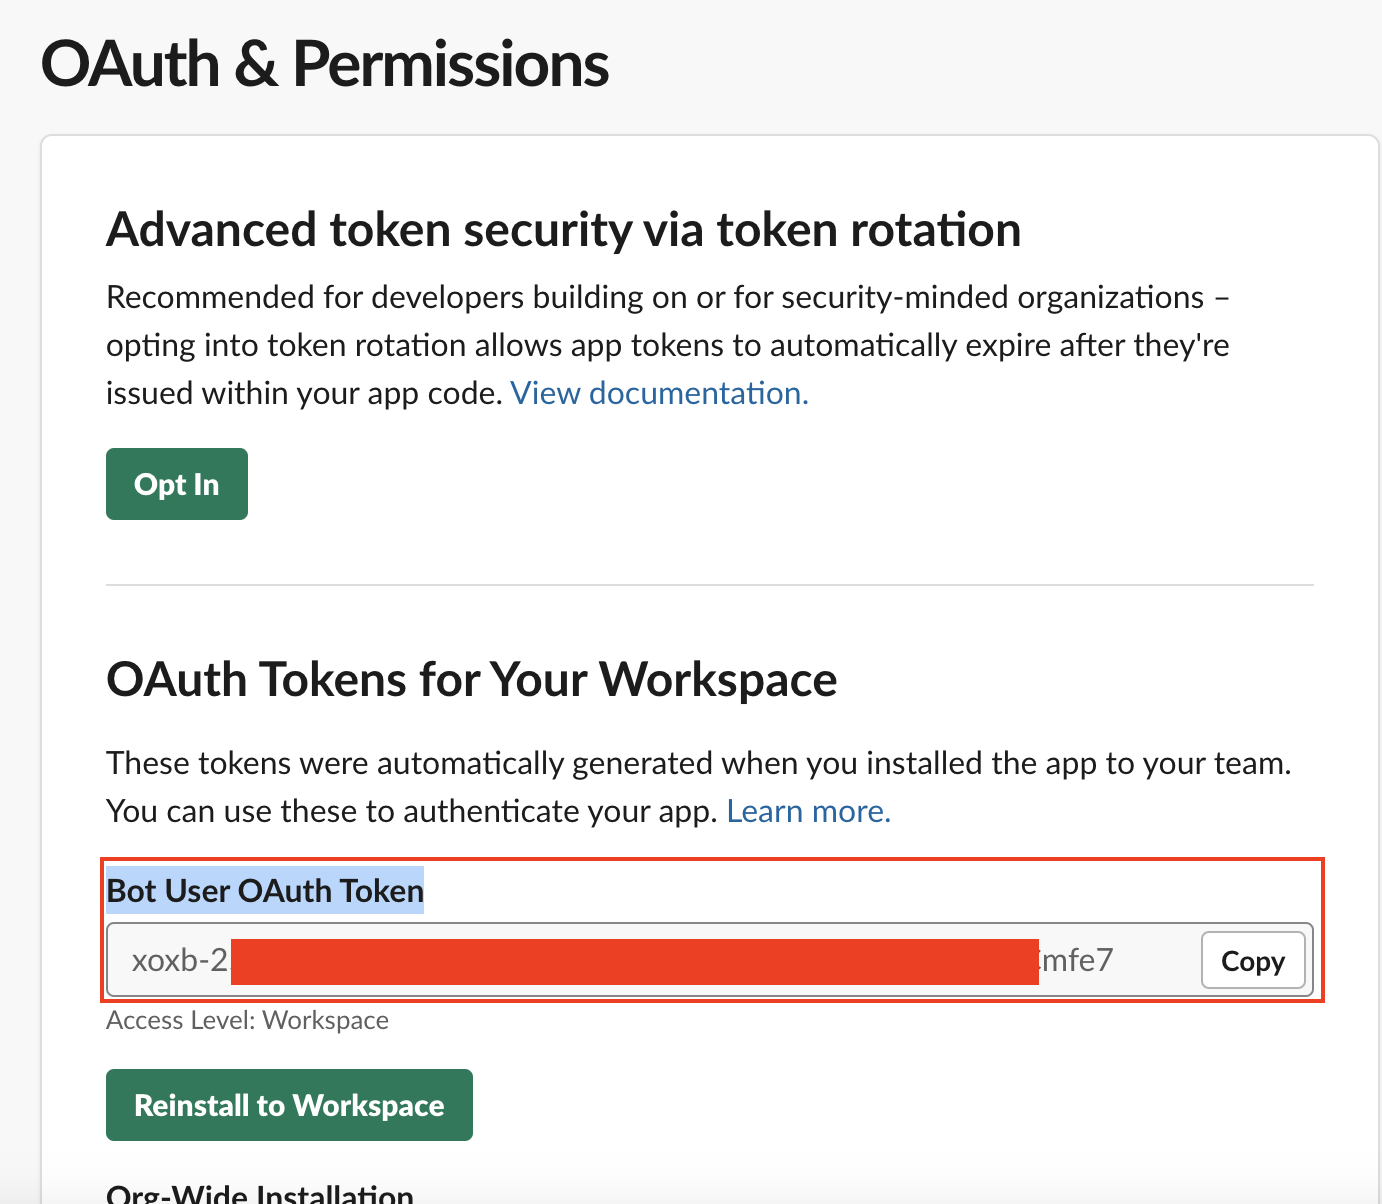 OAuth & Permissions
Advanced token security via token rotation
Recommended for developers building on or for security-minded organizations –
opting into token rotation allows app tokens to automatically expire after they're
issued within your app code. View documentation.
Opt In
OAuth Tokens for Your Workspace
These tokens were automatically generated when you installed the app to your team.
You can use these to authenticate your app. Learn more.
Bot User OAuth Token
xoxb-2 mfe7 Copy
Access Level: Workspace
Reinstall to Workspace
Org-Wide Installation